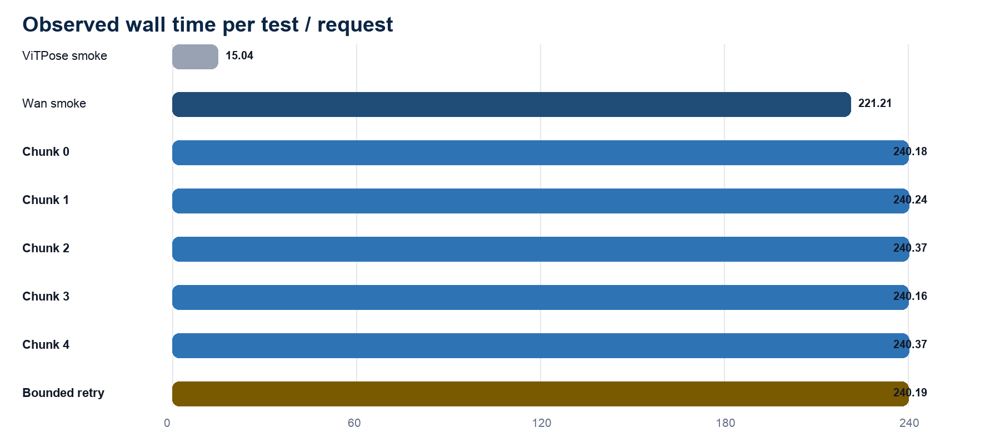 Observed wall time per test / request
ViTPose smoke 15.04
Wan smoke 221.21
Chunk 0 240.18
Chunk 1 240.24
Chunk 2 240.37
Chunk 3 240.16
Chunk 4 240.37
Bounded retry 240.19
0 60 120 180 240